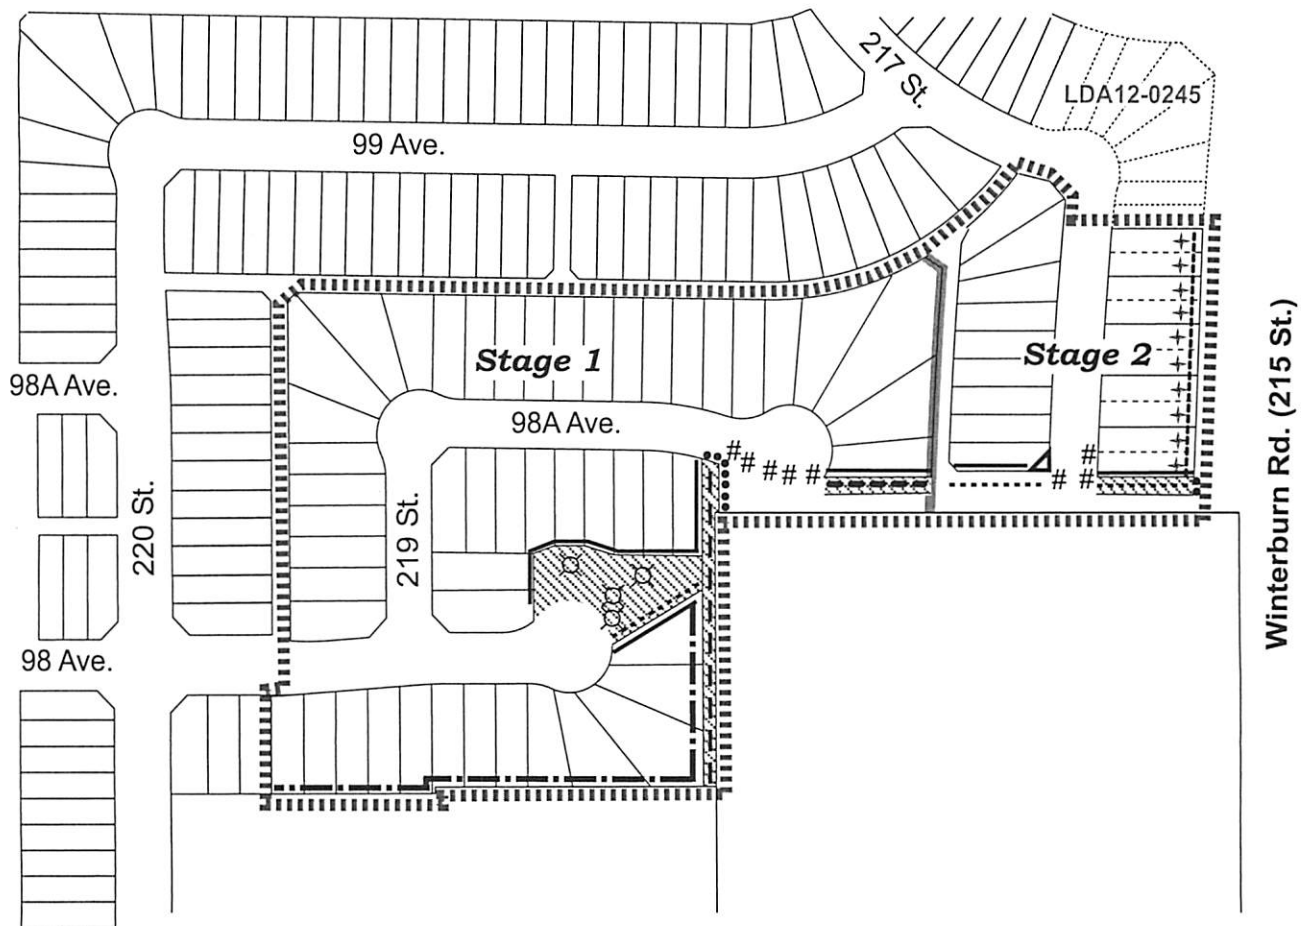 217 St.
LDA12-0245
99 Ave.
Stage 1
Stage 2
98A Ave.
98A Ave.
220 St.
219 St.
Winterburn Rd. (215 St.)
# # # # #
#
# #
98 Ave.